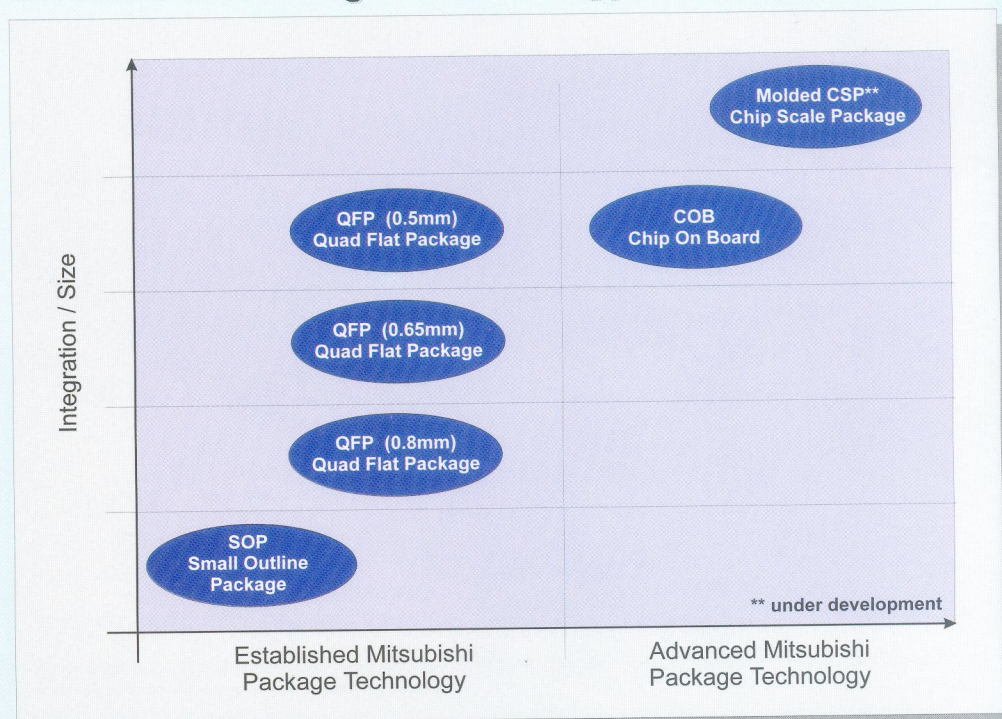 Molded CSP**
Chip Scale Package
QFP (0.5mm)
Quad Flat Package
COB
Chip On Board
QFP (0.65mm)
Quad Flat Package
QFP (0.8mm)
Quad Flat Package
SOP
Small Outline
Package
** under development
Integration / Size
Established Mitsubishi
Package Technology
Advanced Mitsubishi
Package Technology